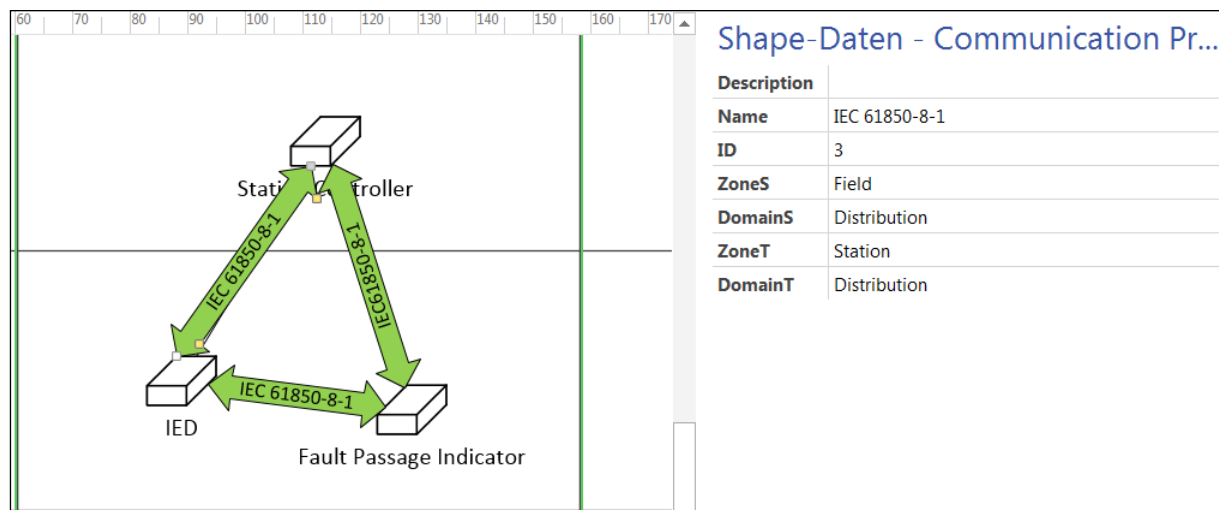 60 70 80 90 100 110 120 130 140 150 160 170
Shape-Daten - Communication Pr...
Description
Name IEC 61850-8-1
ID 3
ZoneS Field
DomainS Distribution
ZoneT Station
DomainT Distribution
IEC 61850-8-1
IEC61850-8-1
IEC 61850-8-1
IED
Fault Passage Indicator